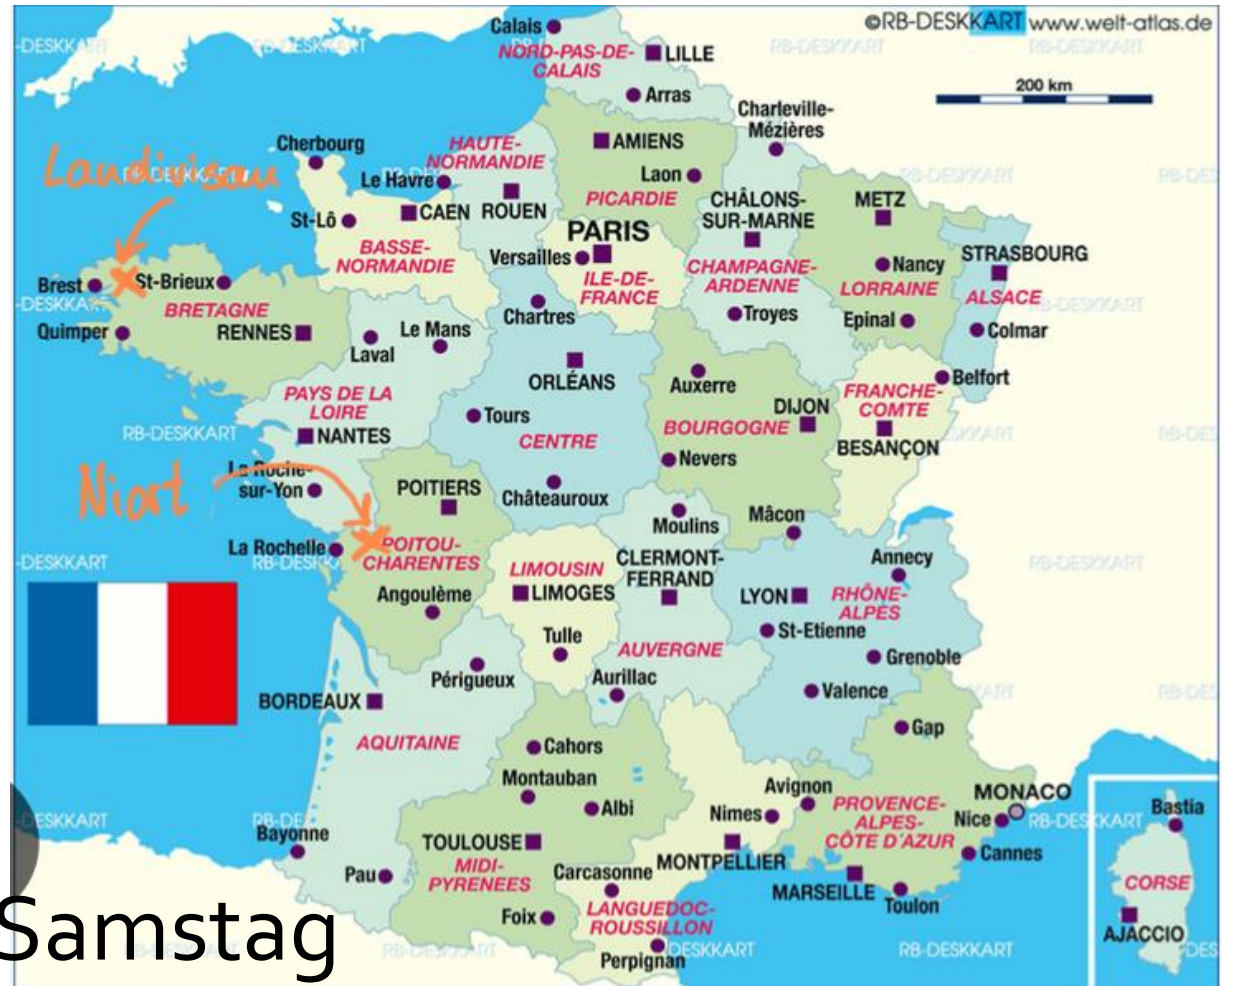 ©RB-DESKKART www.welt-atlas.de
200 km
Calais
NORD-PAS-DE-
CALAIS
LILLE
Arras
Charleville-
Mézières
Cherbourg
HAUTE-
NORMANDIE
AMIENS
Landivisau
Le Havre
Laon
PICARDIE
CHÂLONS-
SUR-MARNE
METZ
St-Lô
CAEN
ROUEN
PARIS
BASSE-
NORMANDIE
Versailles
ILE-DE-
FRANCE
CHAMPAGNE-
ARDENNE
Nancy
LORRAINE
STRASBOURG
ALSACE
Brest
St-Brieux
BRETAGNE
Chartres
Troyes
Epinal
Colmar
Quimper
RENNES
Laval
Le Mans
ORLÉANS
Auxerre
Belfort
PAYS DE LA
LOIRE
NANTES
Tours
CENTRE
BOURGOGNE
DIJON
FRANCHE-
COMTE
BESANÇON
Nevers
RB-DESKKART
La Roche-
sur-Yon
Niort
POITIERS
Châteauroux
Moulins
Mâcon
La Rochelle
POITOU-
CHARENTES
LIMOUSIN
LIMOGES
CLERMONT-
FERRAND
Annecy
LYON
RHÔNE-
ALPES
Angoulême
Tulle
AUVERGNE
St-Etienne
Grenoble
Périgueux
Aurillac
Valence
BORDEAUX
AQUITAINE
Cahors
Gap
Montauban
Albi
Avignon
Nimes
PROVENCE-
ALPES-
CÔTE D'AZUR
MONACO
Nice
Cannes
Bastia
Bayonne
TOULOUSE
MIDI-
PYRENEES
Pau
Carcasonne
MONTPELLIER
MARSEILLE
Toulon
CORSE
AJACCIO
Foix
LANGUEDOC-
ROUSSILLON
Perpignan
Samstag